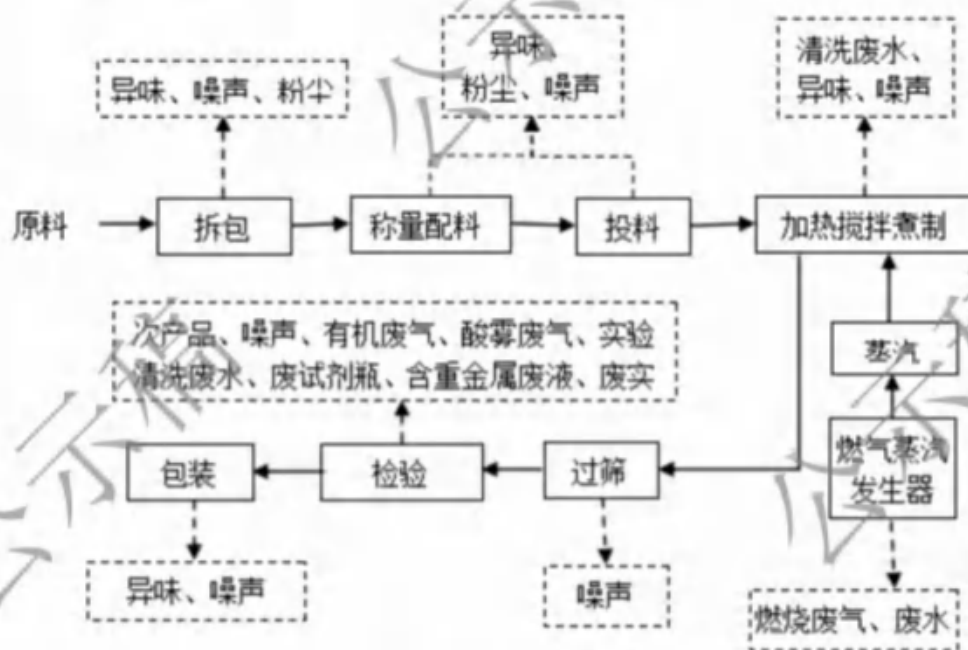 异味、噪声、粉尘
异味
粉尘、噪声
清洗废水、
异味、噪声
原料
拆包
称量配料
投料
加热搅拌煮制
次产品、噪声、有机废气、酸雾废气、实验
清洗废水、废试剂瓶、含重金属废液、废实
蒸汽
燃气蒸汽
发生器
包装
检验
过筛
异味、噪声
噪声
燃烧废气、废水